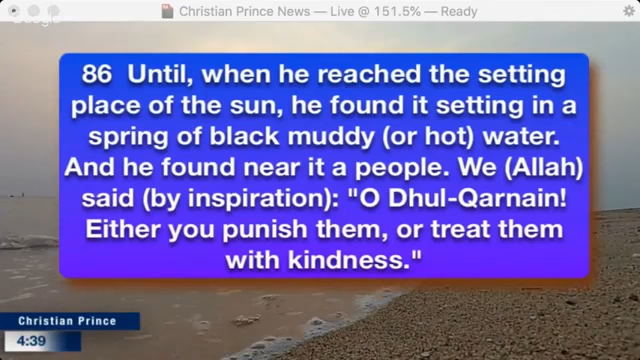 Christian Prince News — Live @ 151.5% — Ready
86 Until, when he reached the setting
place of the sun, he found it setting in a
spring of black muddy (or hot) water.
And he found near it a people. We (Allah)
said (by inspiration): "O Dhul-Qarnain!
Either you punish them, or treat them
with kindness."
Christian Prince
4:39